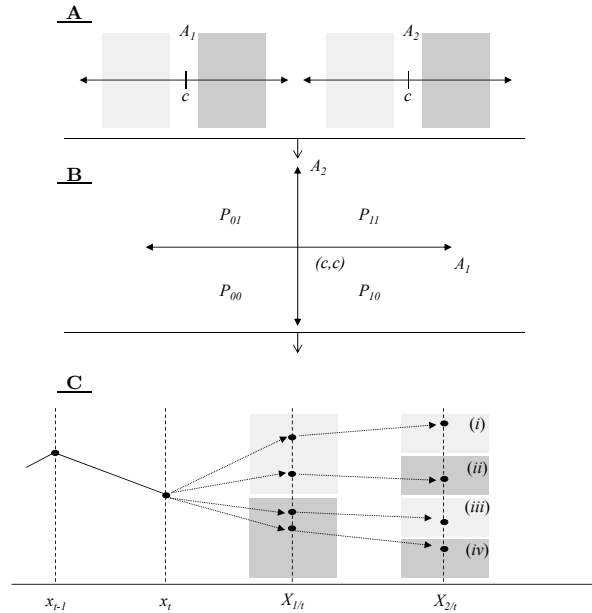 A
A1 A2
c c
B
A2
P01 P11
(c,c) A1
P00 P10
C
(i)
(ii)
(iii)
(iv)
xt-1 xt X1/t X2/t